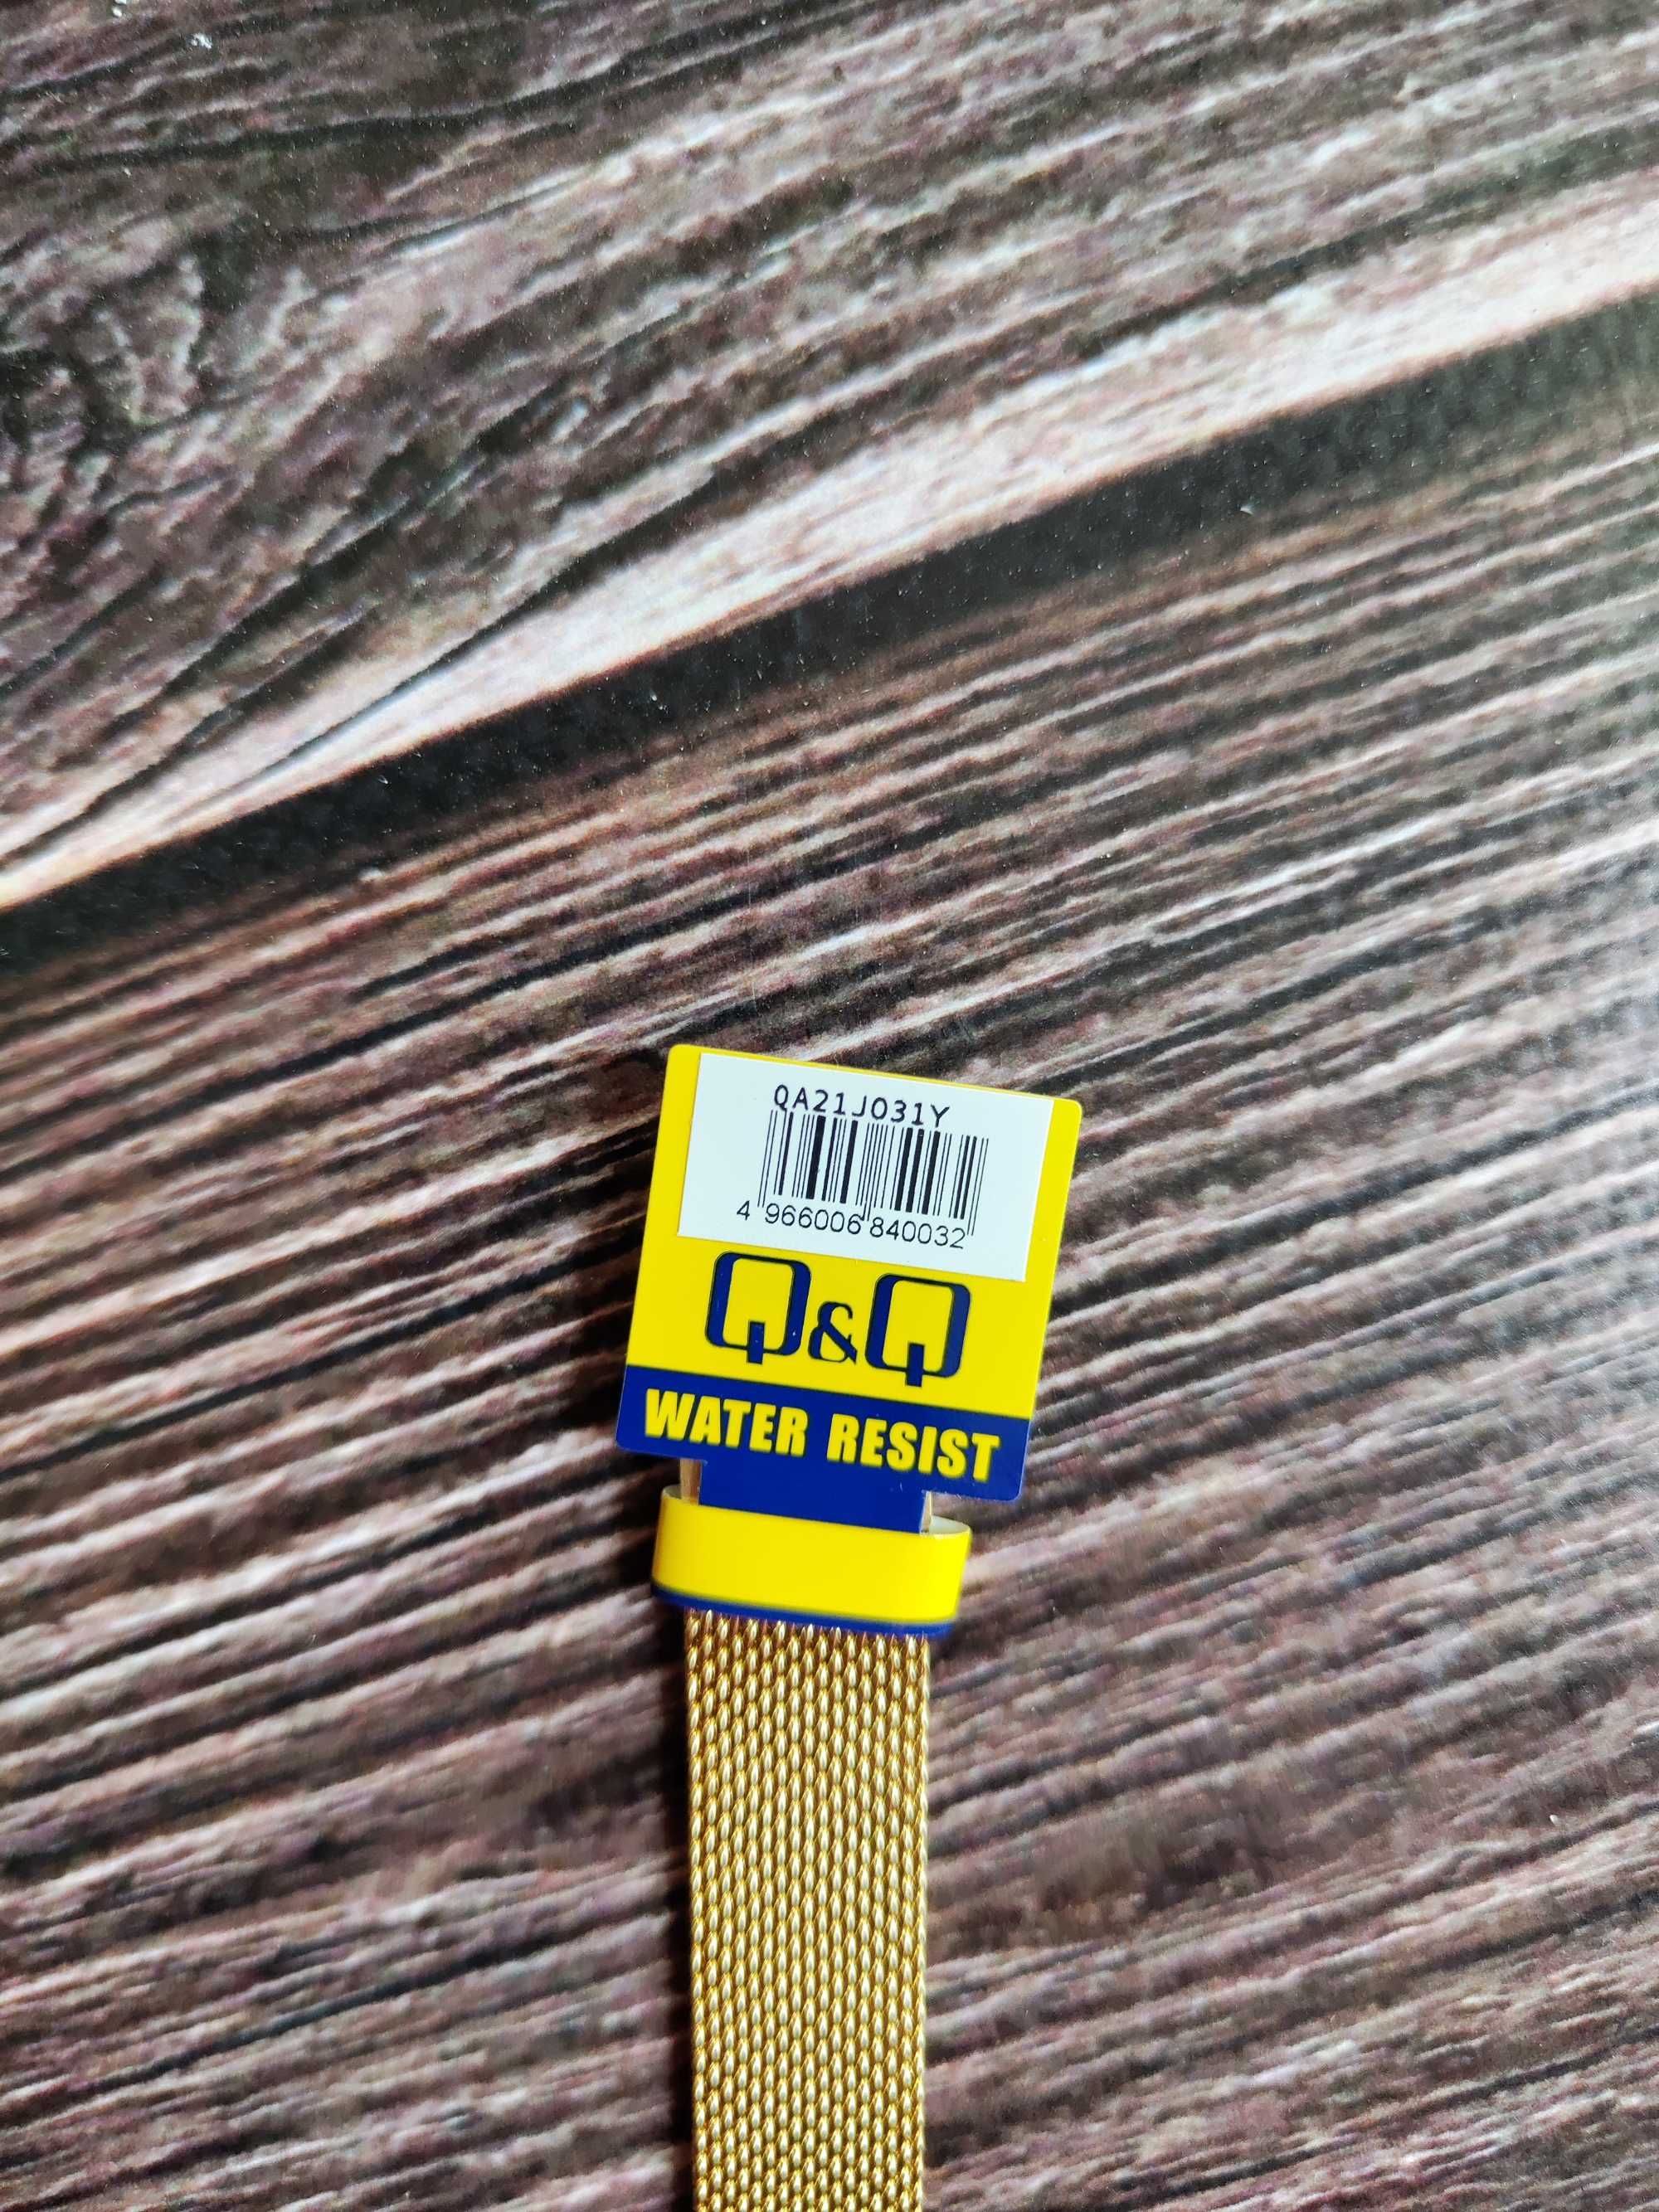 QA21J031Y
4 966006 840032
Q&Q
WATER RESIST